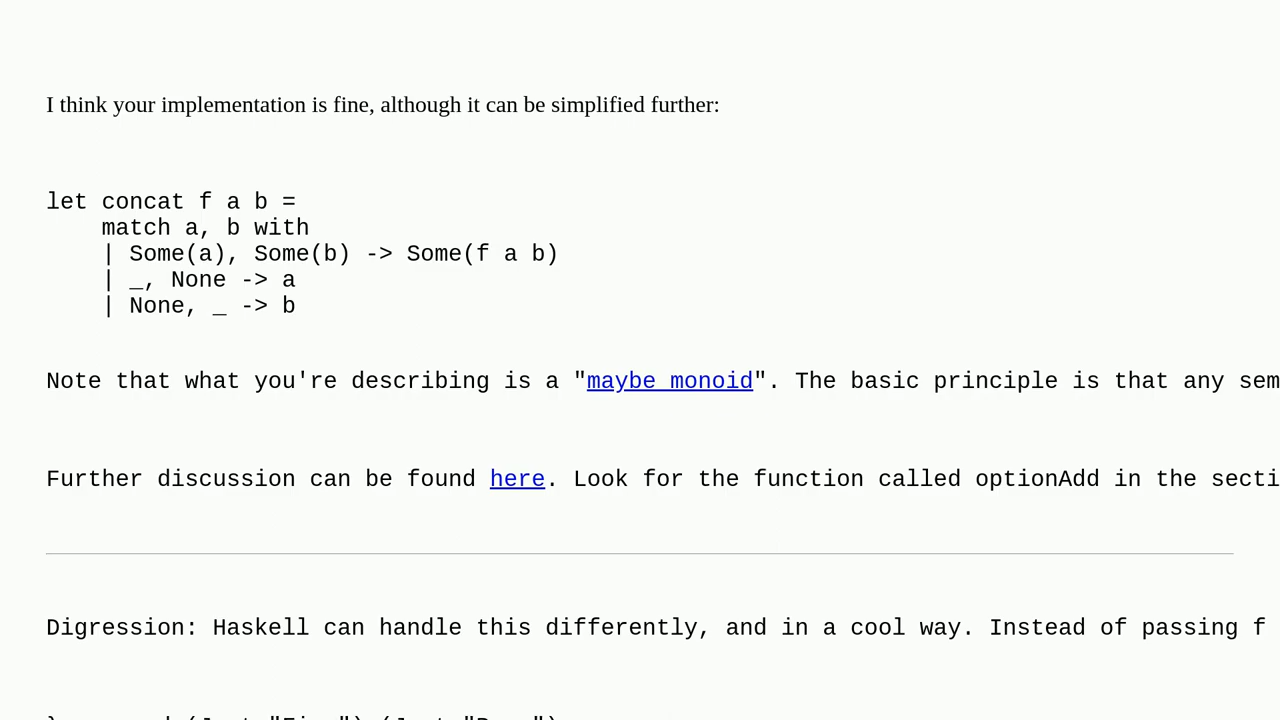 I think your implementation is fine, although it can be simplified further:
let concat f a b =
    match a, b with
    | Some(a), Some(b) -> Some(f a b)
    | _, None -> a
    | None, _ -> b
Note that what you're describing is a "maybe monoid". The basic principle is that any sem
Further discussion can be found here. Look for the function called optionAdd in the secti
Digression: Haskell can handle this differently, and in a cool way. Instead of passing f